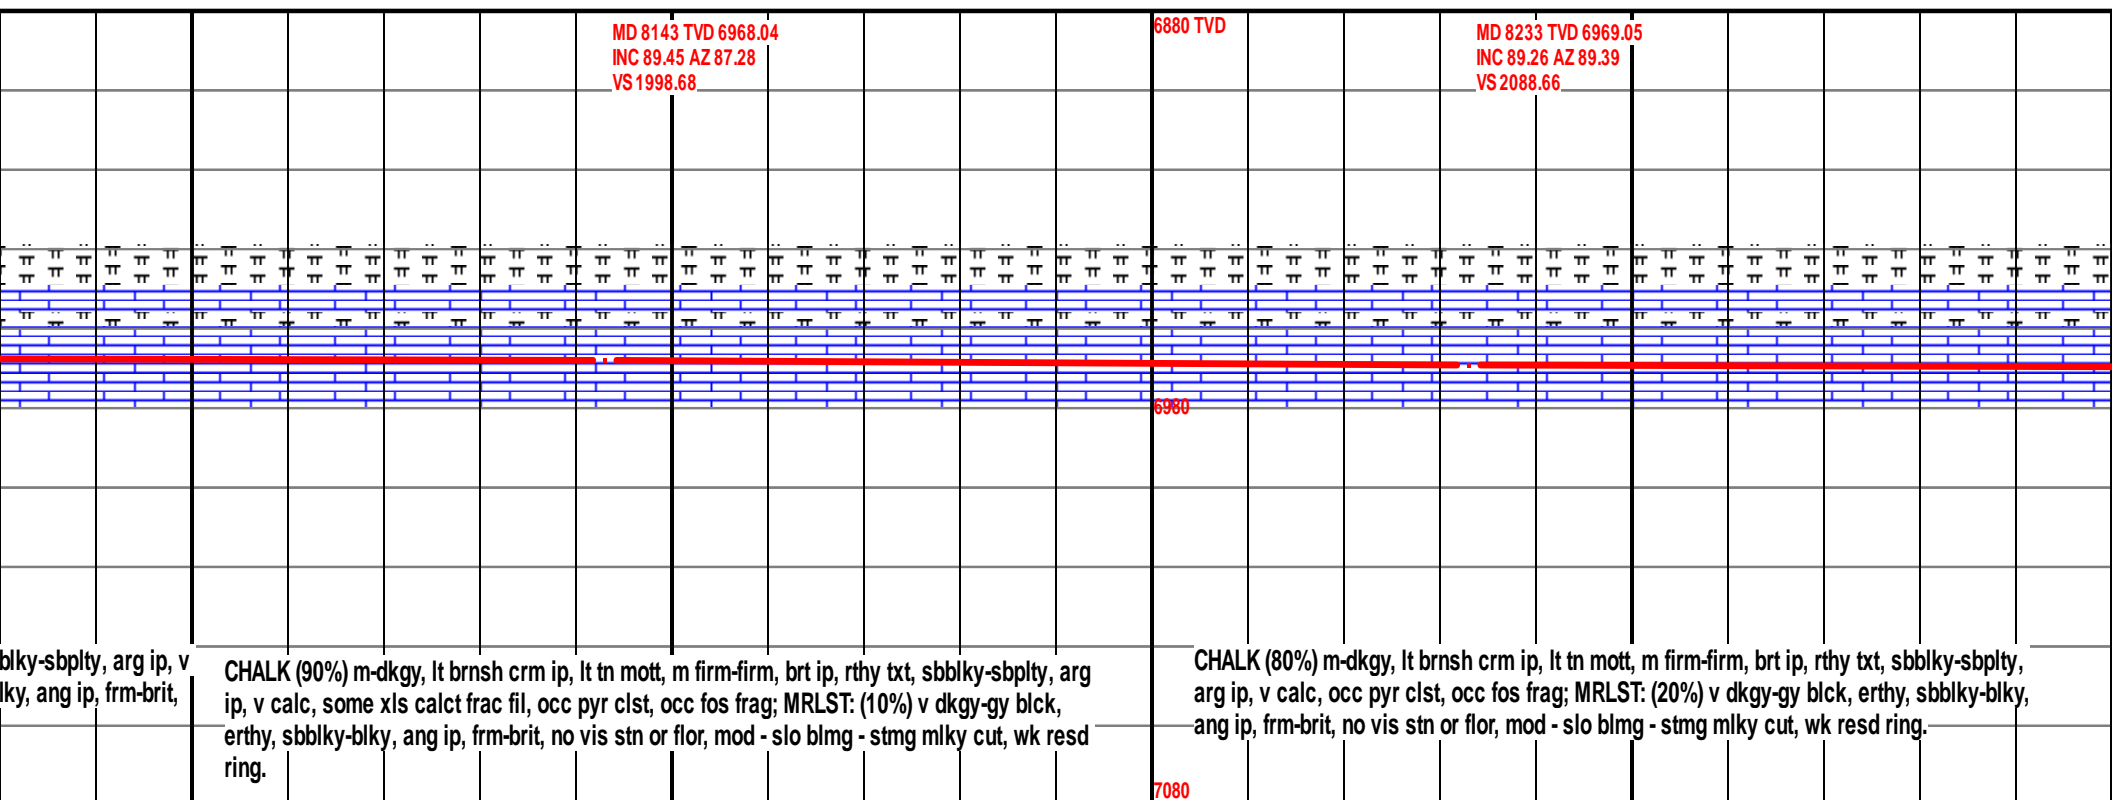 MD 8143 TVD 6968.04
INC 89.45 AZ 87.28
VS 1998.68
6880 TVD
MD 8233 TVD 6969.05
INC 89.26 AZ 89.39
VS 2088.66
6980
blky-sbplty, arg ip, v
lky, ang ip, frm-brit,
CHALK (90%) m-dkgy, lt brnsh crm ip, lt tn mott, m firm-firm, brt ip, rthy txt, sbblky-sbplty, arg
ip, v calc, some xls calct frac fil, occ pyr clst, occ fos frag; MRLST: (10%) v dkgy-gy blck,
erthy, sbblky-blky, ang ip, frm-brit, no vis stn or flor, mod - slo blmg - stmg mlky cut, wk resd
ring.
CHALK (80%) m-dkgy, lt brnsh crm ip, lt tn mott, m firm-firm, brt ip, rthy txt, sbblky-sbplty,
arg ip, v calc, occ pyr clst, occ fos frag; MRLST: (20%) v dkgy-gy blck, erthy, sbblky-blky,
ang ip, frm-brit, no vis stn or flor, mod - slo blmg - stmg mlky cut, wk resd ring.
7080